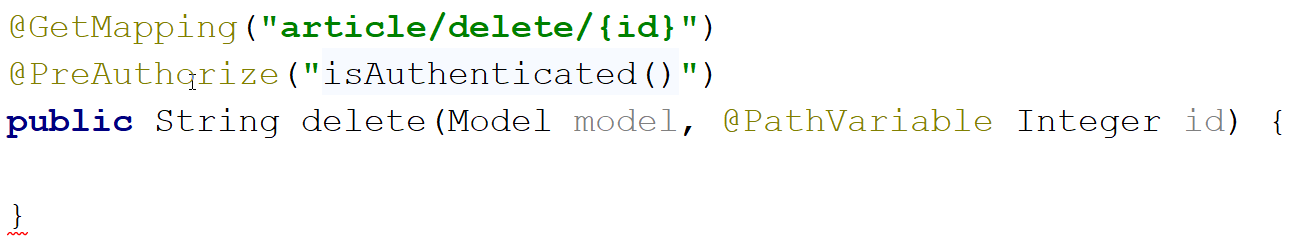 @GetMapping("article/delete/{id}")
@PreAuthorize("isAuthenticated()")
public String delete(Model model, @PathVariable Integer id) {
}